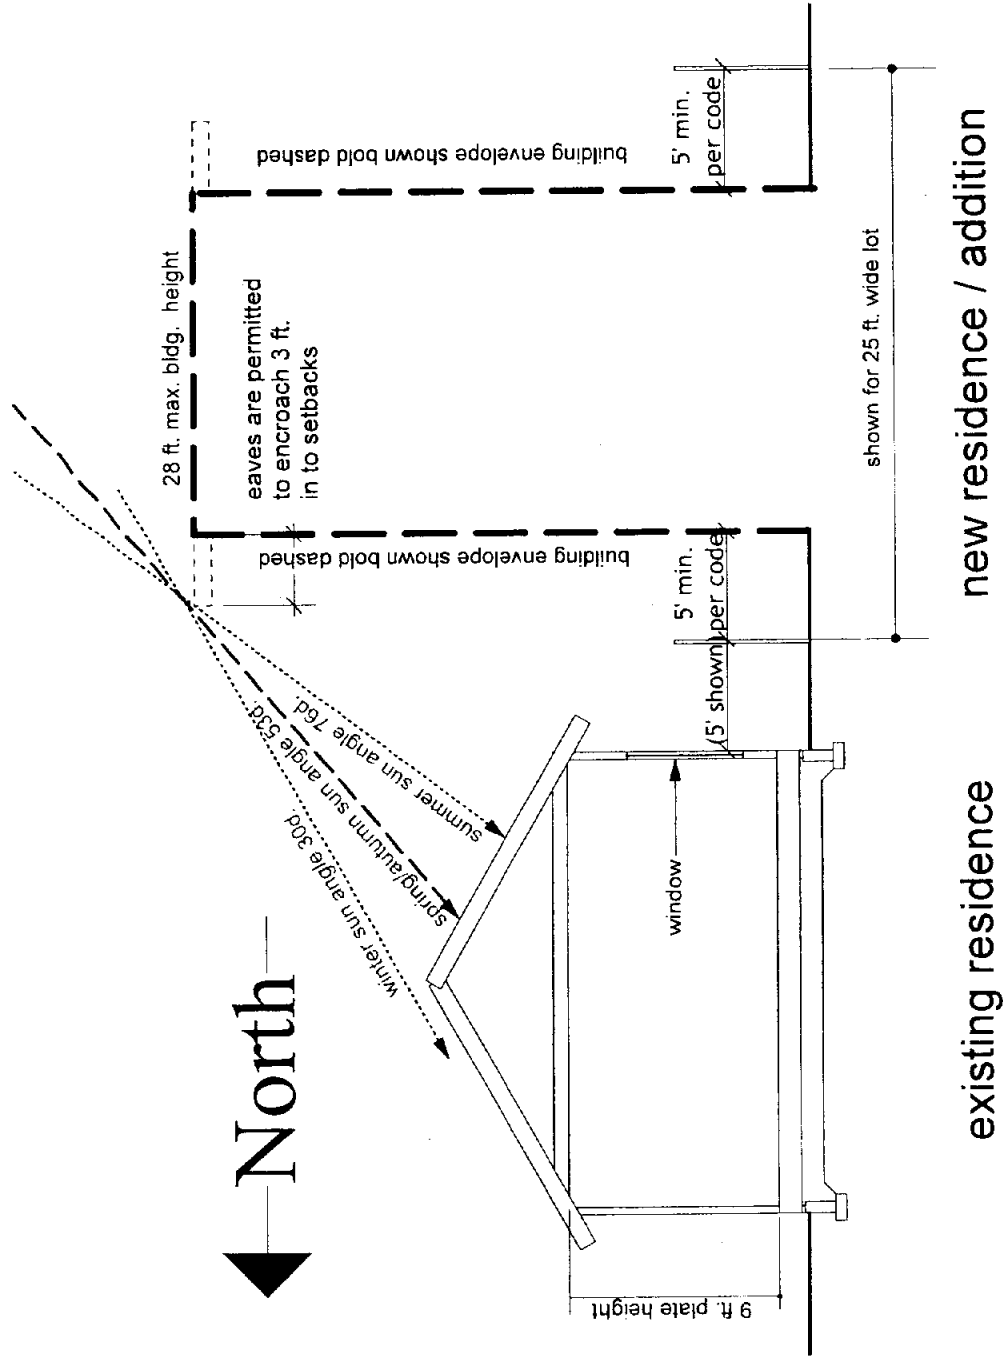 28 ft. max. bldg. height
eaves are permitted
to encroach 3 ft.
in to setbacks
building envelope shown bold dashed
building envelope shown bold dashed
winter sun angle 30d.
spring/autumn sun angle 53d.
summer sun angle 76d.
North
9 ft. plate height
window
(5' shown)
5' min.
per code
5' min.
per code
shown for 25 ft. wide lot
existing residence
new residence / addition